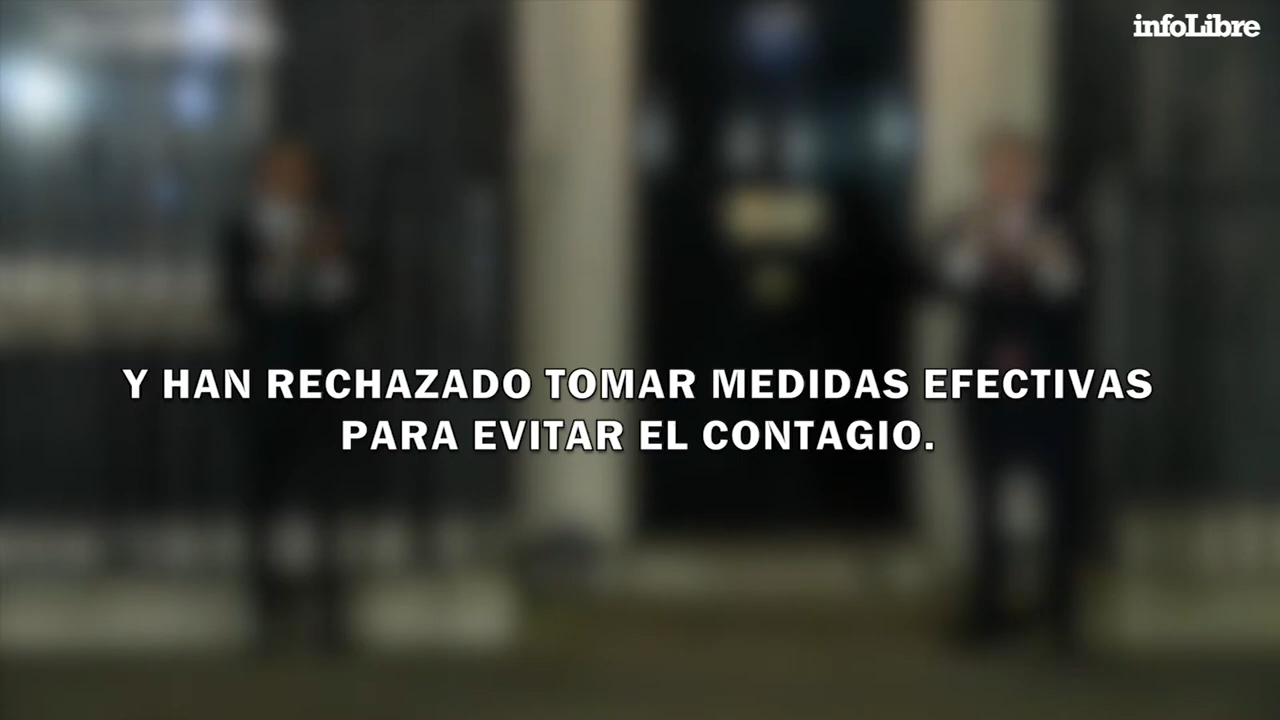 infoLibre
Y HAN RECHAZADO TOMAR MEDIDAS EFECTIVAS
PARA EVITAR EL CONTAGIO.